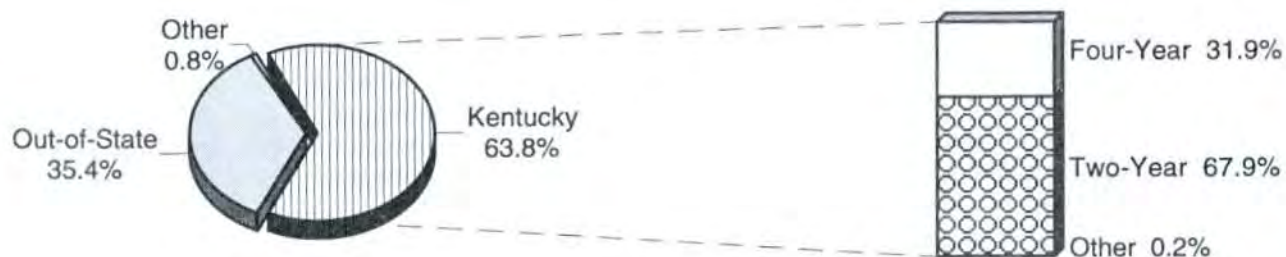 Other
0.8%
Out-of-State
35.4%
Kentucky
63.8%
Four-Year 31.9%
Two-Year 67.9%
Other 0.2%